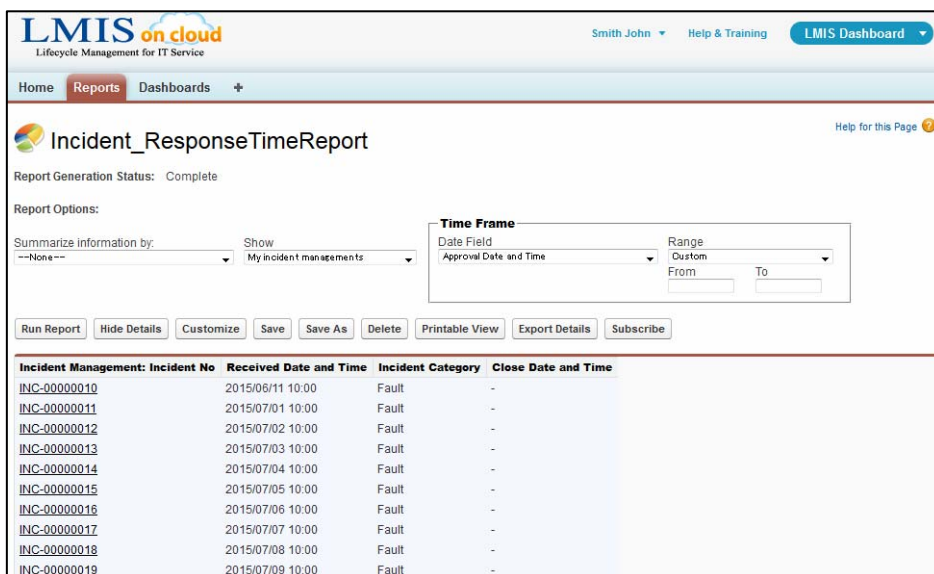 LMIS on cloud
Lifecycle Management for IT Service
Smith John Help & Training LMIS Dashboard
Home Reports Dashboards +
Incident_ResponseTimeReport
Help for this Page ?
Report Generation Status: Complete
Report Options:
Time Frame
Summarize information by: Show Date Field Range
--None-- My incident managements Approval Date and Time Custom
From To
Run Report Hide Details Customize Save Save As Delete Printable View Export Details Subscribe
Incident Management: Incident No Received Date and Time Incident Category Close Date and Time
INC-00000010 2015/06/11 10:00 Fault -
INC-00000011 2015/07/01 10:00 Fault -
INC-00000012 2015/07/02 10:00 Fault -
INC-00000013 2015/07/03 10:00 Fault -
INC-00000014 2015/07/04 10:00 Fault -
INC-00000015 2015/07/05 10:00 Fault -
INC-00000016 2015/07/06 10:00 Fault -
INC-00000017 2015/07/07 10:00 Fault -
INC-00000018 2015/07/08 10:00 Fault -
INC-00000019 2015/07/09 10:00 Fault -